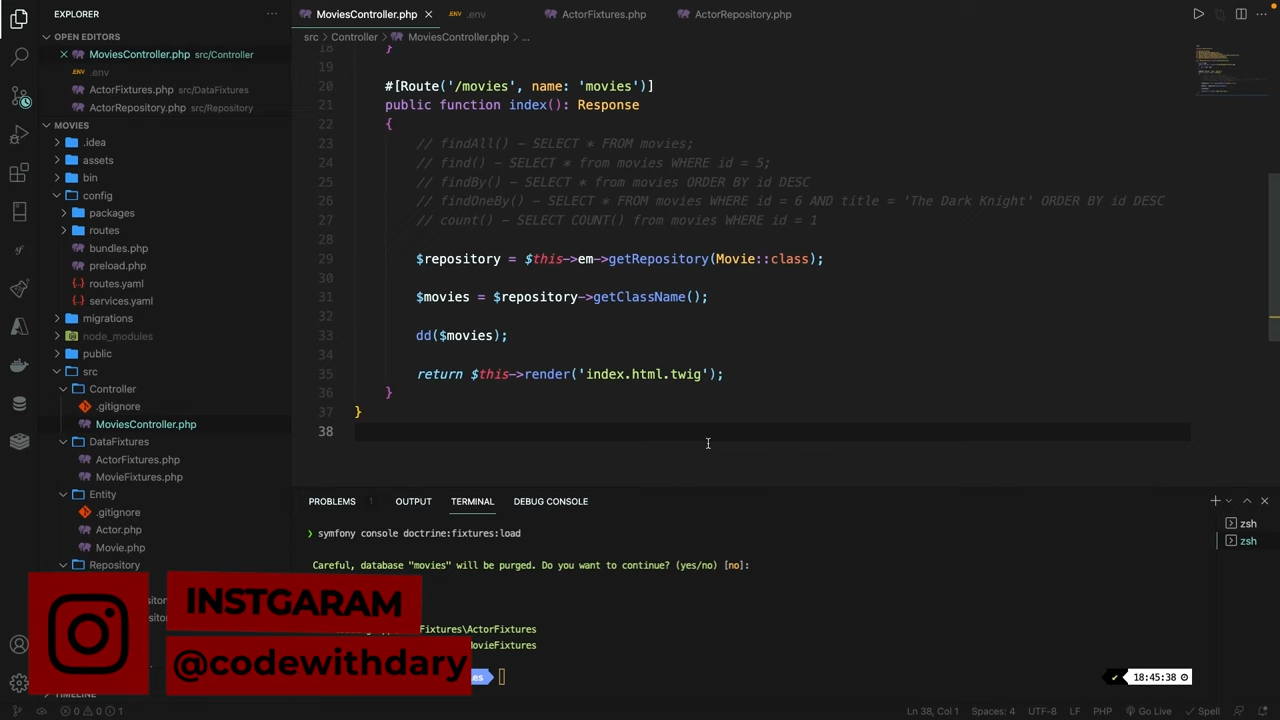 EXPLORER
OPEN EDITORS
MoviesController.php src/Controller
.env
ActorFixtures.php src/DataFixtures
ActorRepository.php src/Repository
MOVIES
.idea
assets
bin
config
packages
routes
bundles.php
preload.php
routes.yaml
services.yaml
migrations
node_modules
public
src
Controller
.gitignore
MoviesController.php
DataFixtures
ActorFixtures.php
MovieFixtures.php
Entity
.gitignore
Actor.php
Movie.php
Repository
TIMELINE
MoviesController.php
.env
ActorFixtures.php
ActorRepository.php
src Controller MoviesController.php ...
18 }
19
20 #[Route('/movies', name: 'movies')]
21 public function index(): Response
22 {
23 // findAll() - SELECT * FROM movies;
24 // find() - SELECT * from movies WHERE id = 5;
25 // findBy() - SELECT * from movies ORDER BY id DESC
26 // findOneBy() - SELECT * FROM movies WHERE id = 6 AND title = 'The Dark Knight' ORDER BY id DESC
27 // count() - SELECT COUNT() from movies WHERE id = 1
28
29 $repository = $this->em->getRepository(Movie::class);
30
31 $movies = $repository->getClassName();
32
33 dd($movies);
34
35 return $this->render('index.html.twig');
36 }
37 }
38
PROBLEMS 1 OUTPUT TERMINAL DEBUG CONSOLE
❯ symfony console doctrine:fixtures:load
Careful, database "movies" will be purged. Do you want to continue? (yes/no) [no]:
Fixtures\ActorFixtures
MovieFixtures
18:45:38
zsh
zsh
INSTGARAM
@codewithdary
0 0 1
Ln 38, Col 1 Spaces: 4 UTF-8 LF PHP Go Live Spell